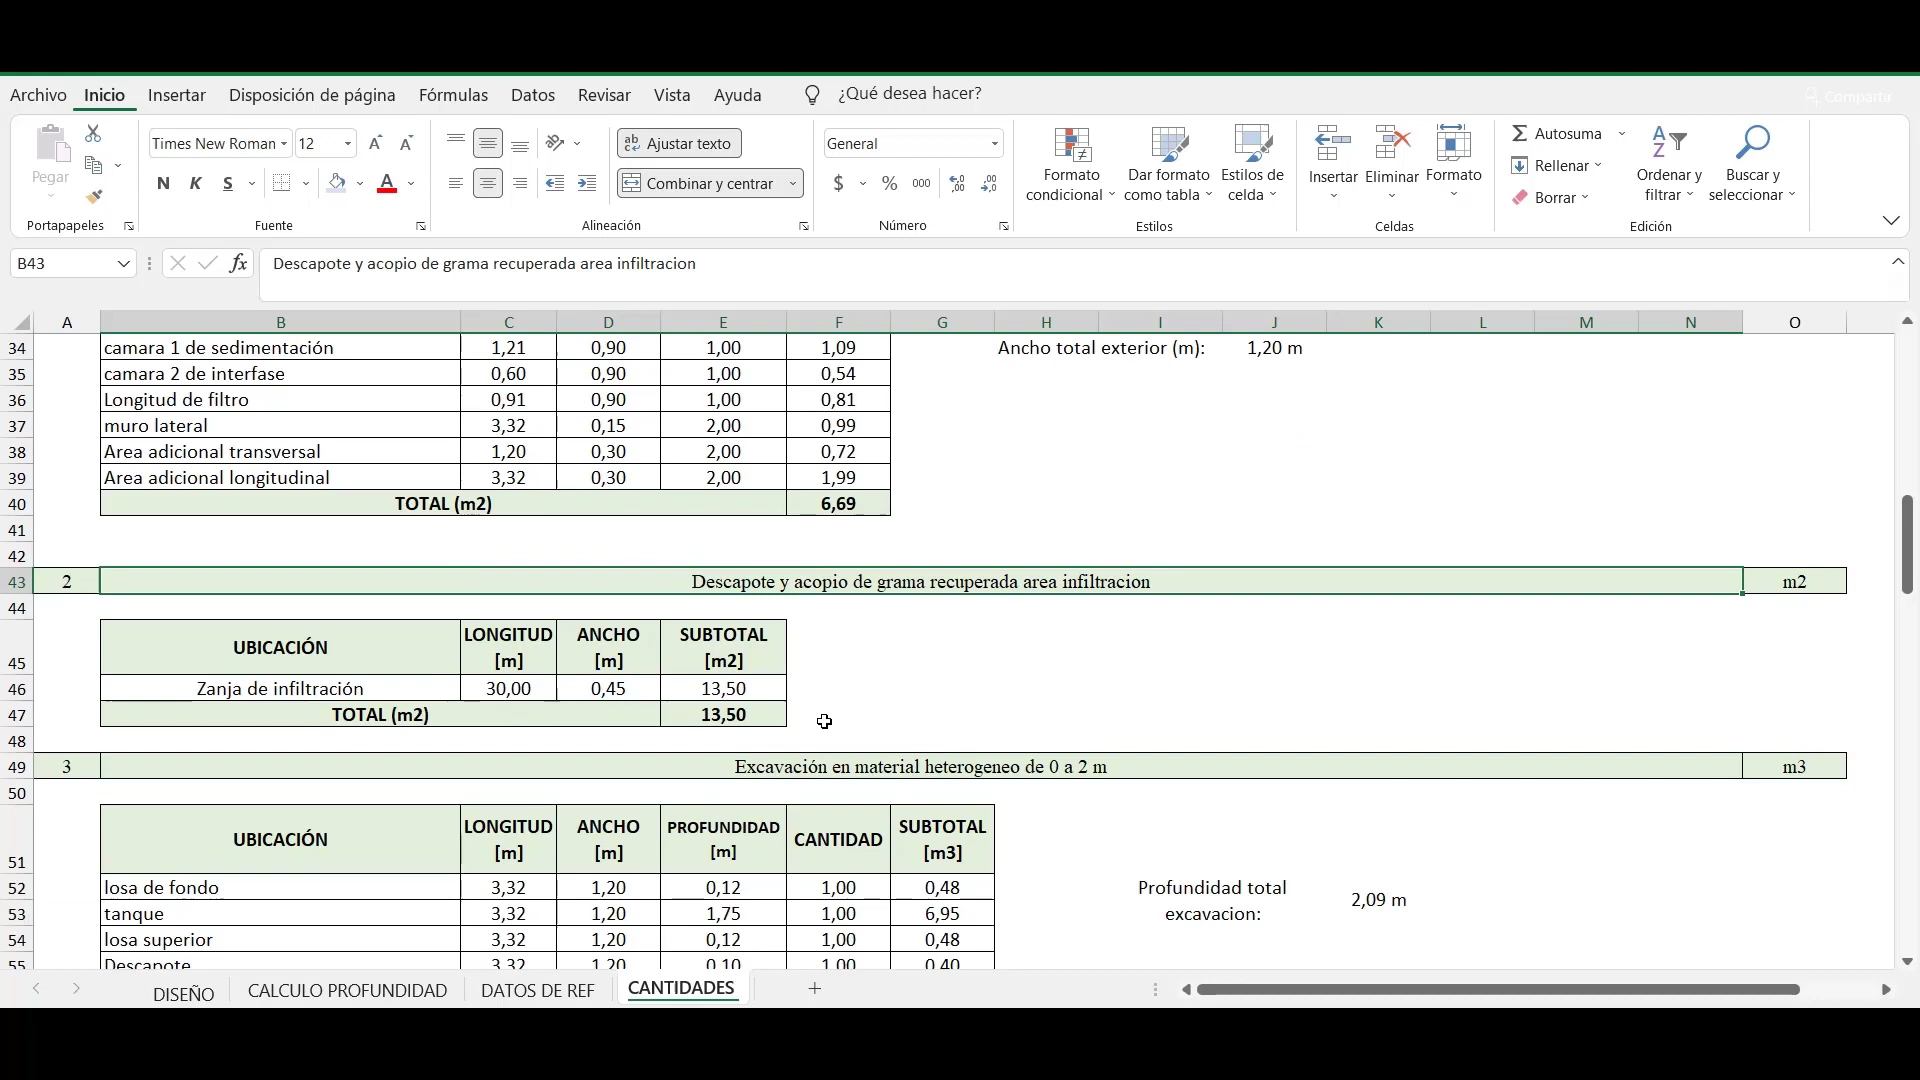 Archivo Inicio Insertar Disposición de página Fórmulas Datos Revisar Vista Ayuda ¿Qué desea hacer? Compartir
Pegar Times New Roman 12 Ajustar texto General Formato condicional Dar formato como tabla Estilos de celda Insertar Eliminar Formato Autosuma Rellenar Borrar Ordenar y filtrar Buscar y seleccionar
N K S A Combinar y centrar $ % 000
Portapapeles Fuente Alineación Número Estilos Celdas Edición
B43 fx Descapote y acopio de grama recuperada area infiltracion
A B C D E F G H I J K L M N O
34 camara 1 de sedimentación 1,21 0,90 1,00 1,09 Ancho total exterior (m): 1,20 m
35 camara 2 de interfase 0,60 0,90 1,00 0,54
36 Longitud de filtro 0,91 0,90 1,00 0,81
37 muro lateral 3,32 0,15 2,00 0,99
38 Area adicional transversal 1,20 0,30 2,00 0,72
39 Area adicional longitudinal 3,32 0,30 2,00 1,99
40 TOTAL (m2) 6,69
41
42
43 2 Descapote y acopio de grama recuperada area infiltracion m2
44
45 UBICACIÓN LONGITUD [m] ANCHO [m] SUBTOTAL [m2]
46 Zanja de infiltración 30,00 0,45 13,50
47 TOTAL (m2) 13,50
48
49 3 Excavación en material heterogeneo de 0 a 2 m m3
50
51 UBICACIÓN LONGITUD [m] ANCHO [m] PROFUNDIDAD [m] CANTIDAD SUBTOTAL [m3]
52 losa de fondo 3,32 1,20 0,12 1,00 0,48 Profundidad total
53 tanque 3,32 1,20 1,75 1,00 6,95 excavacion: 2,09 m
54 losa superior 3,32 1,20 0,12 1,00 0,48
55 Descapote 3,32 1,20 0,10 1,00 0,40
DISEÑO CALCULO PROFUNDIDAD DATOS DE REF CANTIDADES